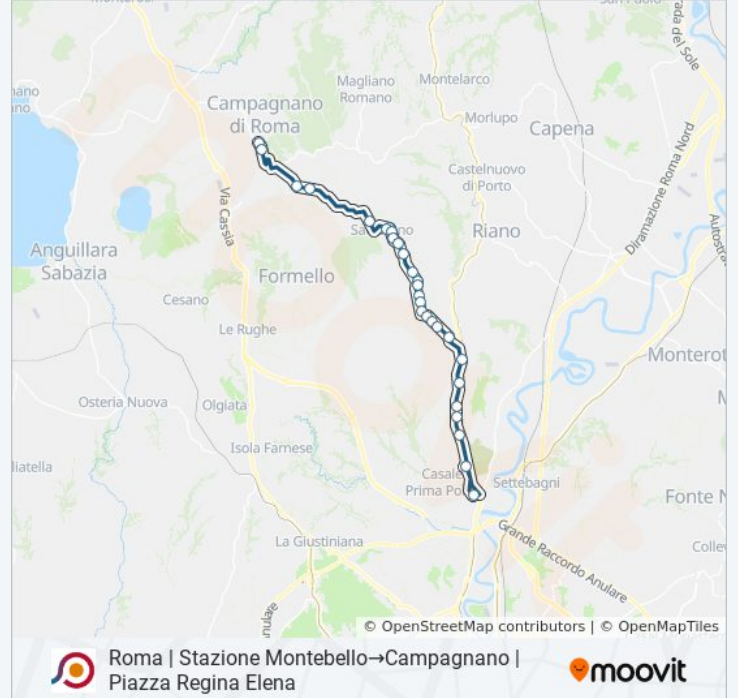 Magliano
Romano
Montelarco
Campagnano
di Roma
Morlupo
Capena
Castelnuovo
di Porto
Riano
Via Cassia
Diramazione Roma Nord
Anguillara
Sabazia
Formello
Cesano
Le Rughe
Monterot
Osteria Nuova
Olgiata
Isola Farnese
Casale
Prima Po
Settebagni
Fonte N
La Giustiniana
Grande Raccordo Anulare
Colle
© OpenStreetMap contributors | © OpenMapTiles
Roma | Stazione Montebello→Campagnano |
Piazza Regina Elena
moovit